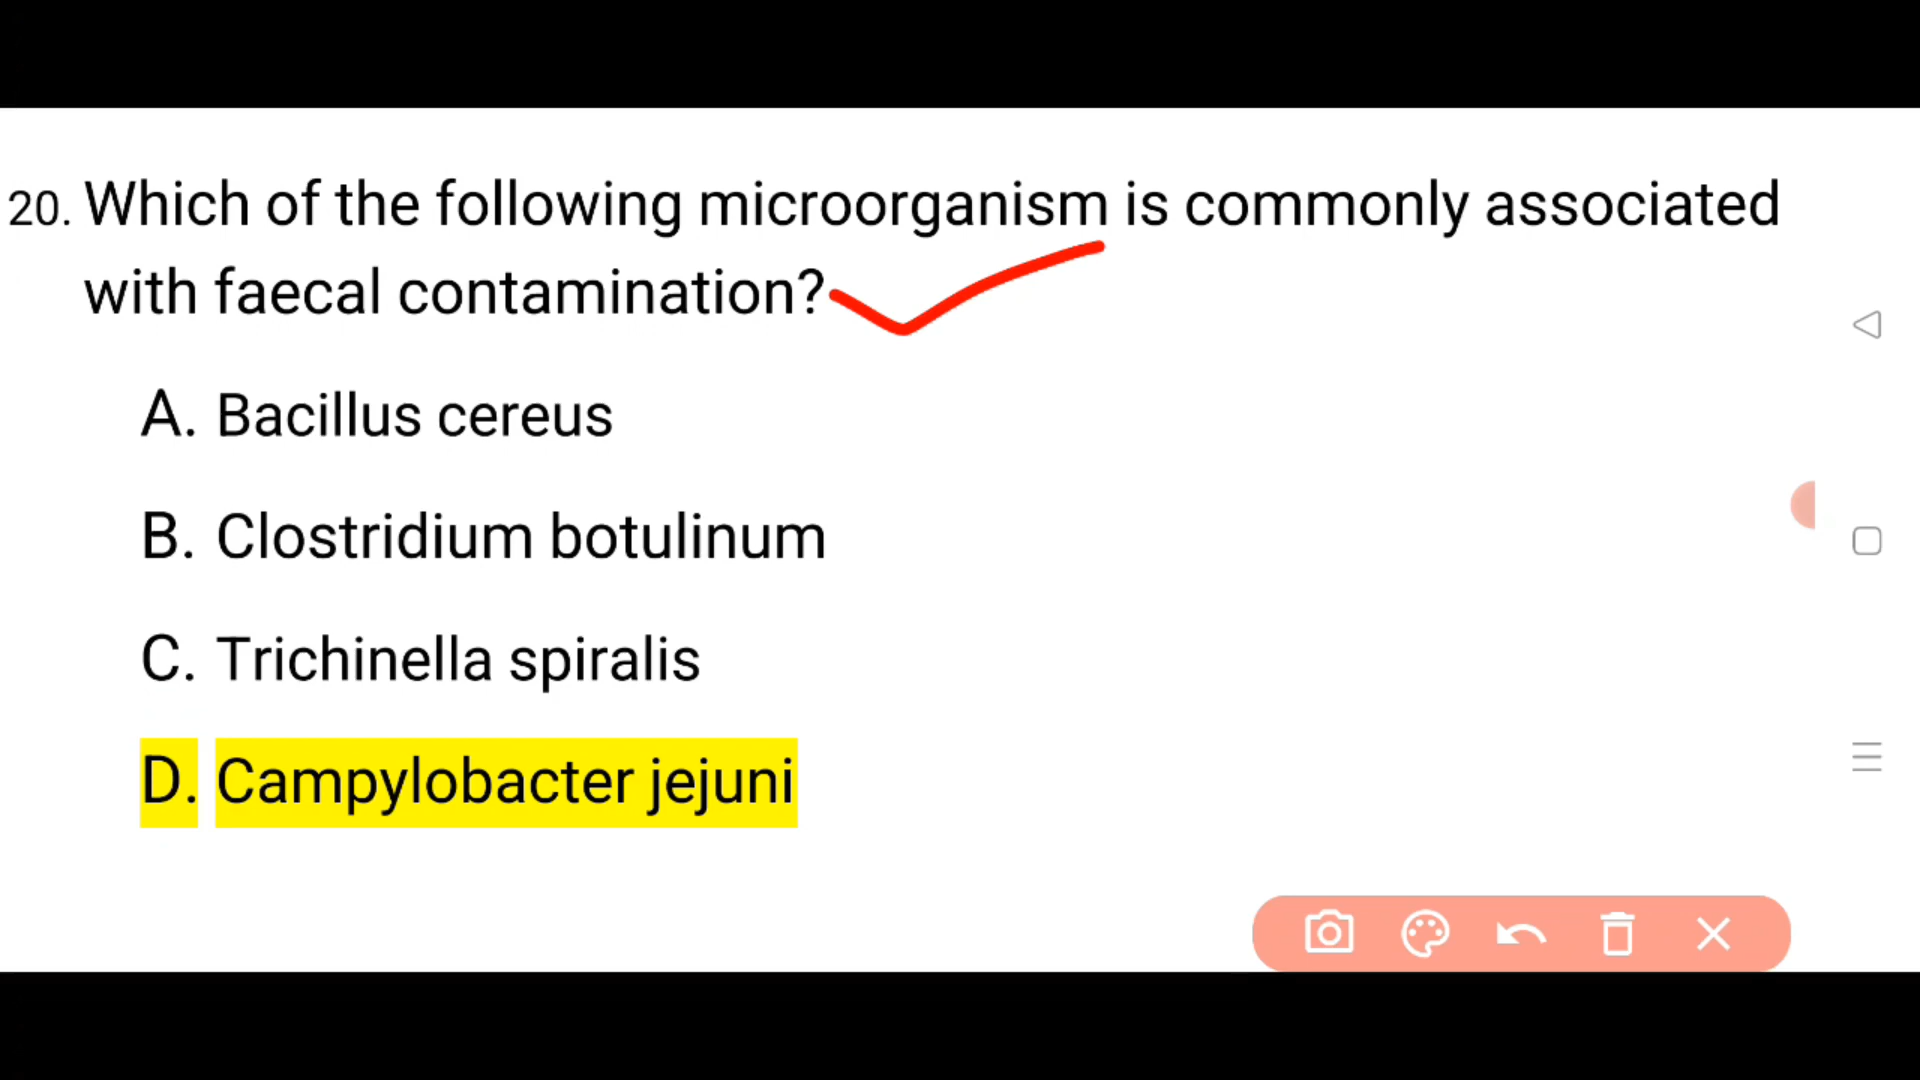 20. Which of the following microorganism is commonly associated
with faecal contamination?
A. Bacillus cereus
B. Clostridium botulinum
C. Trichinella spiralis
D. Campylobacter jejuni